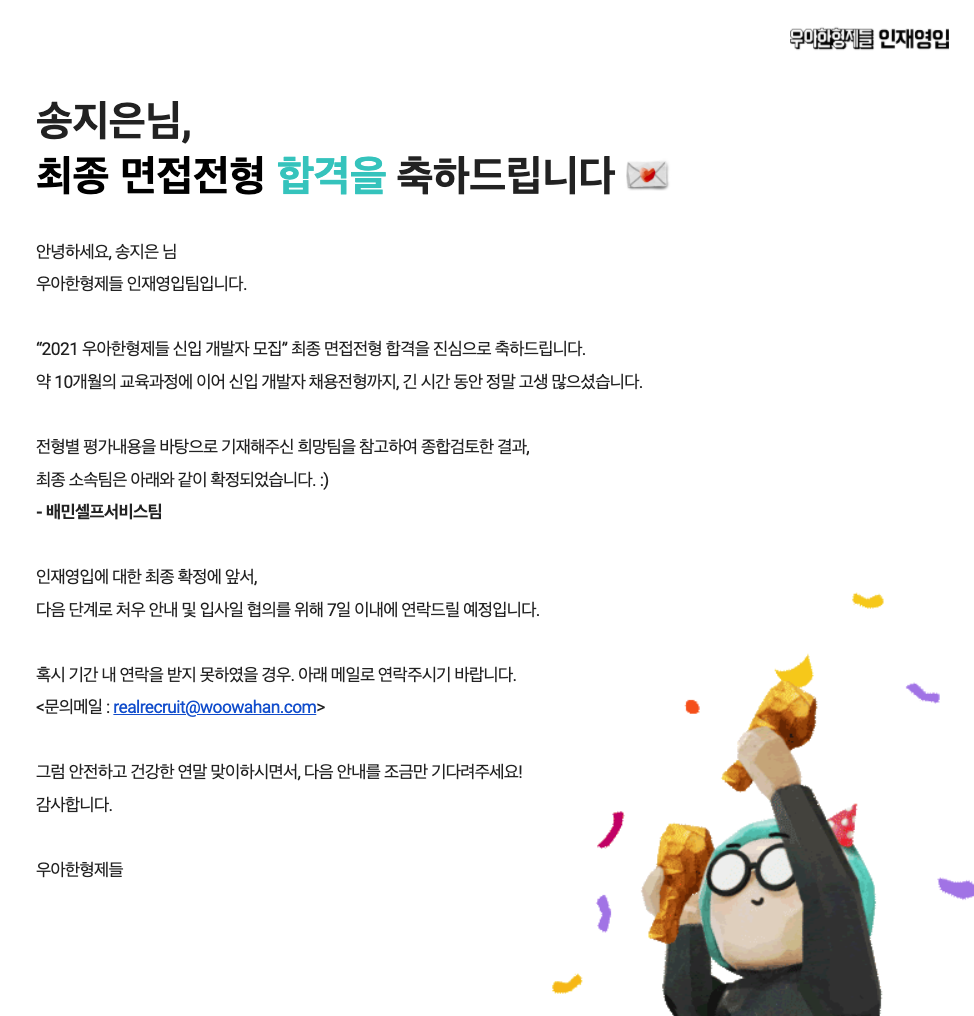 우아한형제들 인재영입
송지은님,
최종 면접전형 합격을 축하드립니다
안녕하세요, 송지은 님
우아한형제들 인재영입팀입니다.
“2021 우아한형제들 신입 개발자 모집” 최종 면접전형 합격을 진심으로 축하드립니다.
약 10개월의 교육과정에 이어 신입 개발자 채용전형까지, 긴 시간 동안 정말 고생 많으셨습니다.
전형별 평가내용을 바탕으로 기재해주신 희망팀을 참고하여 종합검토한 결과,
최종 소속팀은 아래와 같이 확정되었습니다. :)
- 배민셀프서비스팀
인재영입에 대한 최종 확정에 앞서,
다음 단계로 처우 안내 및 입사일 협의를 위해 7일 이내에 연락드릴 예정입니다.
혹시 기간 내 연락을 받지 못하였을 경우. 아래 메일로 연락주시기 바랍니다.
<문의메일 : realrecruit@woowahan.com>
그럼 안전하고 건강한 연말 맞이하시면서, 다음 안내를 조금만 기다려주세요!
감사합니다.
우아한형제들